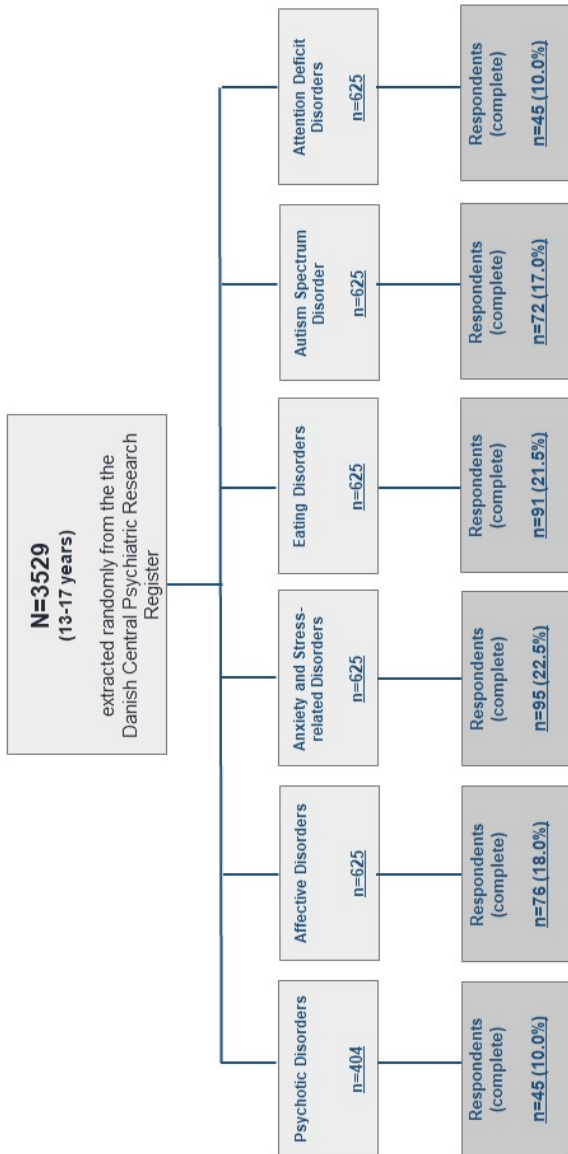 N=3529
(13-17 years)
extracted randomly from the the
Danish Central Psychiatric Research
Register
Psychotic Disorders
n=404
Affective Disorders
n=625
Anxiety and Stress-
related Disorders
n=625
Eating Disorders
n=625
Autism Spectrum
Disorder
n=625
Attention Deficit
Disorders
n=625
Respondents
(complete)
n=45 (10.0%)
Respondents
(complete)
n=76 (18.0%)
Respondents
(complete)
n=95 (22.5%)
Respondents
(complete)
n=91 (21.5%)
Respondents
(complete)
n=72 (17.0%)
Respondents
(complete)
n=45 (10.0%)